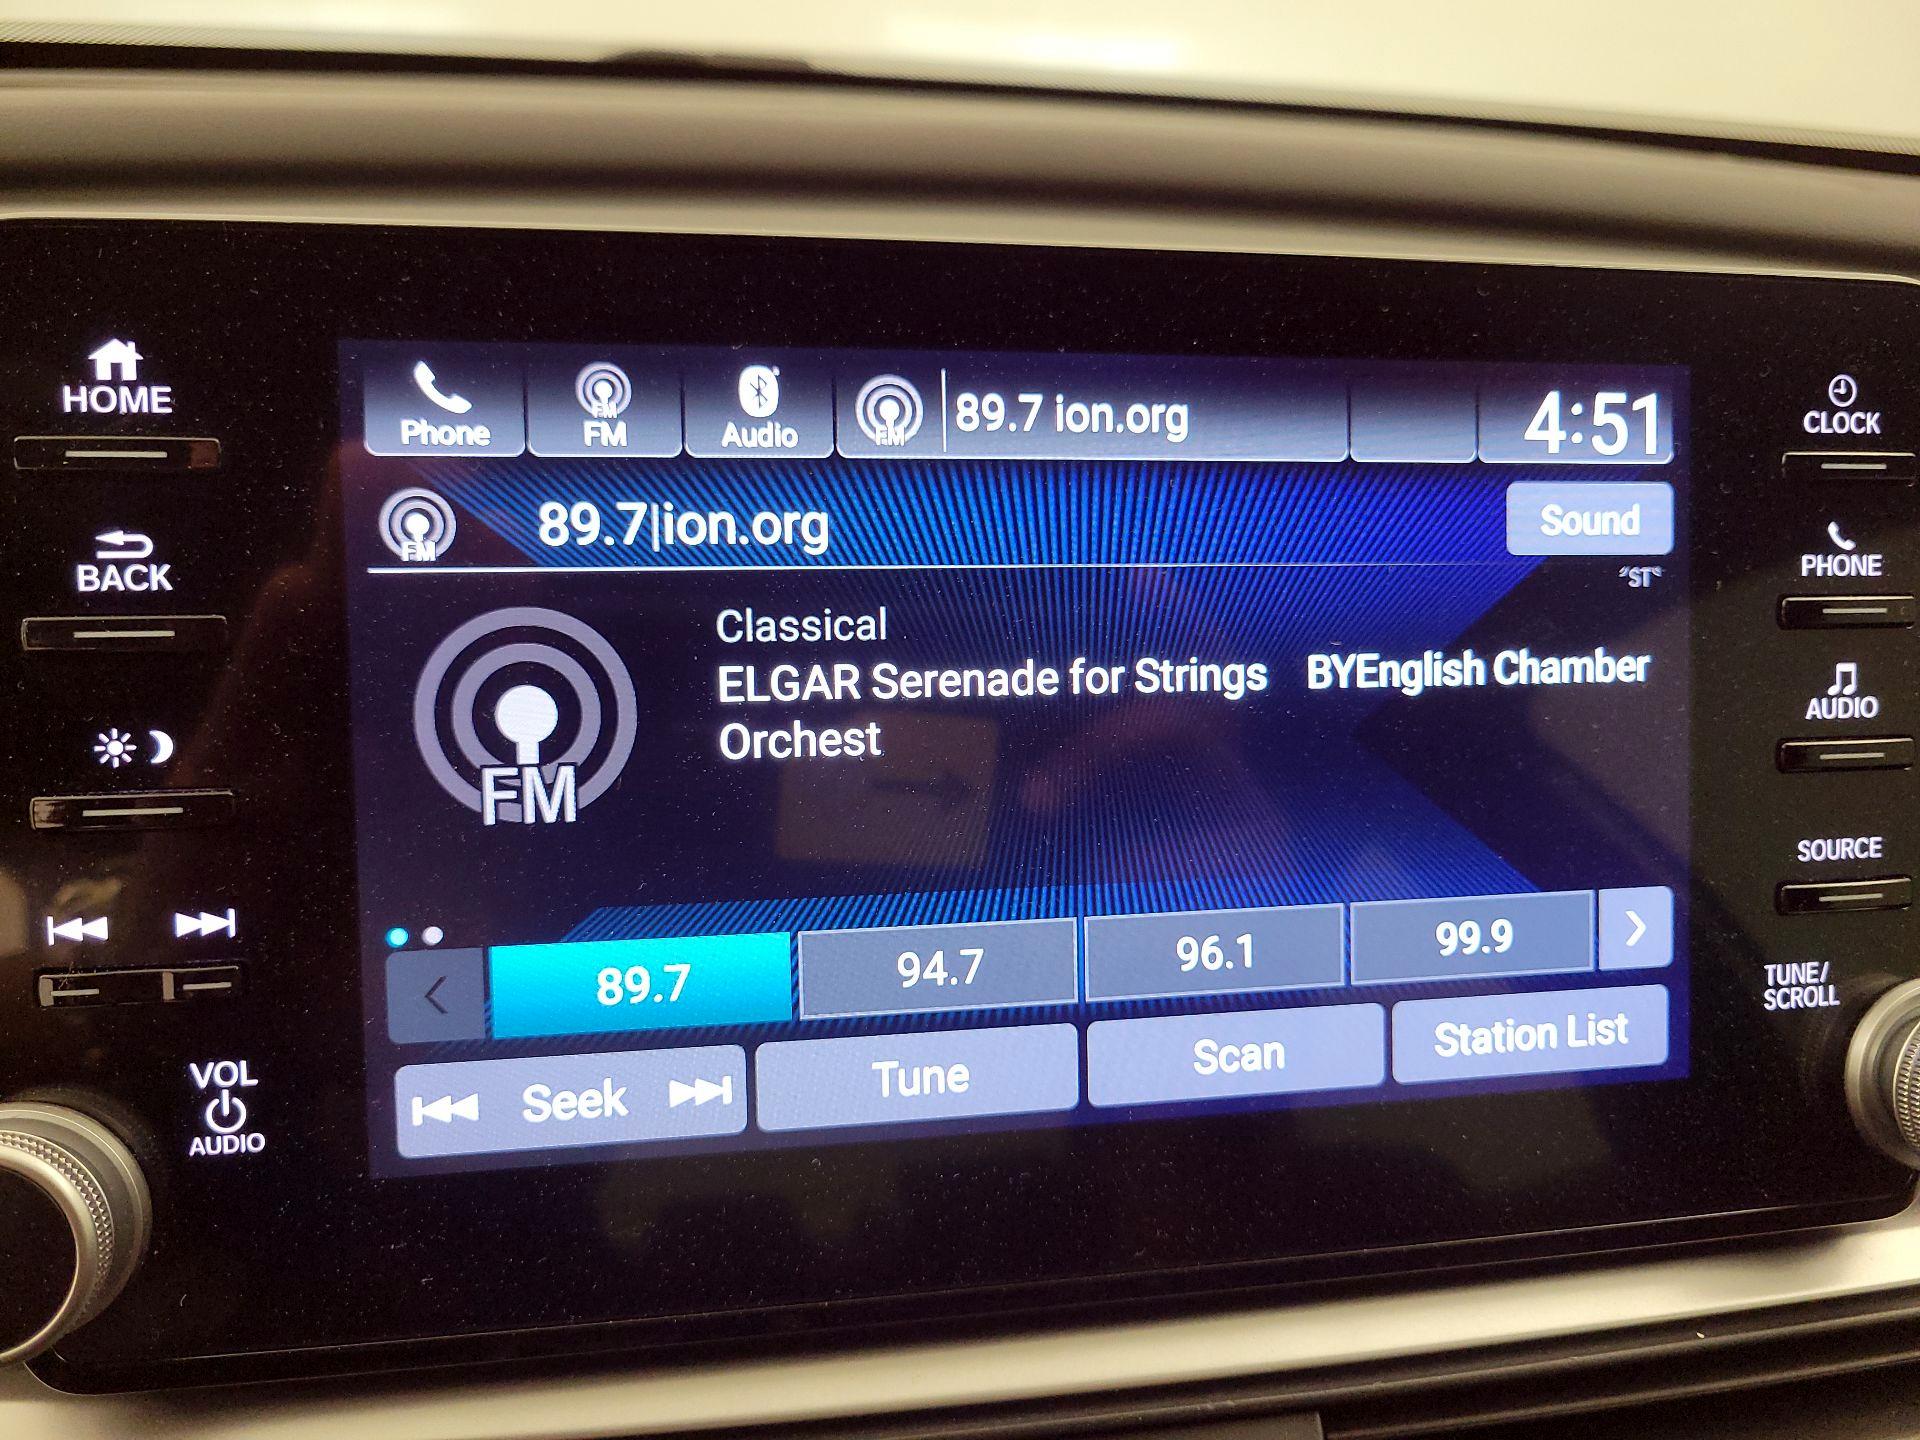 HOME
BACK
VOL
AUDIO
Phone
FM
FM
Audio
FM
89.7 ion.org
4:51
FM
89.7|ion.org
Sound
"ST"
FM
Classical
ELGAR Serenade for Strings BYEnglish Chamber
Orchest
89.7 94.7 96.1 99.9
Seek Tune Scan Station List
CLOCK
PHONE
AUDIO
SOURCE
TUNE/
SCROLL